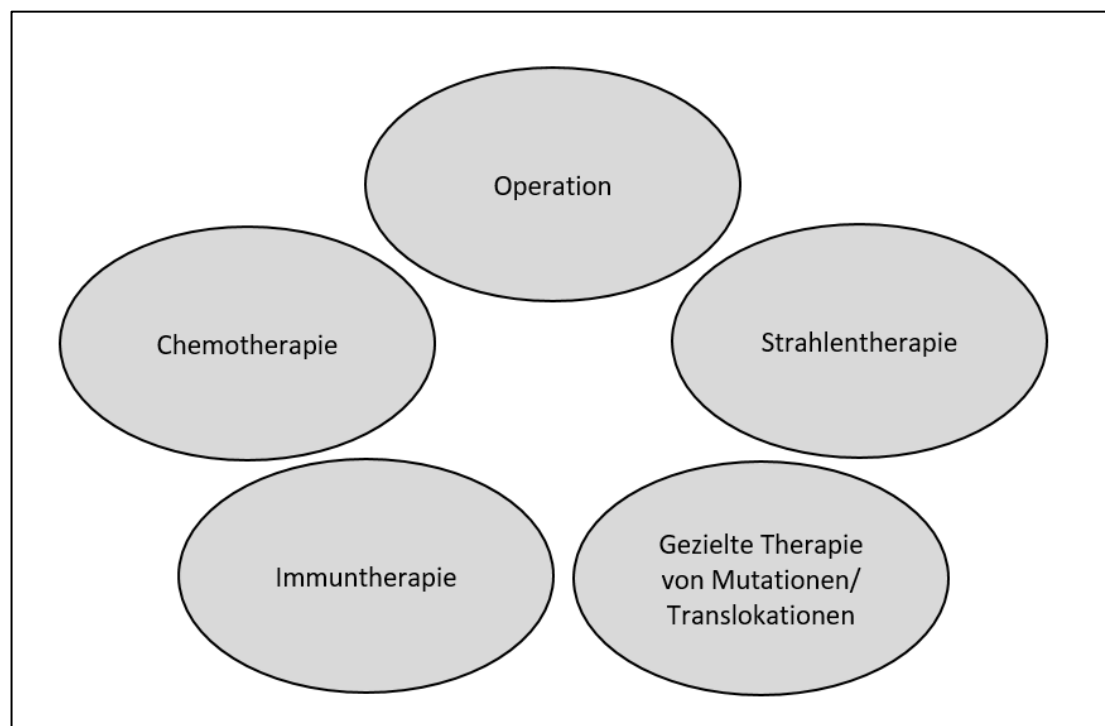 Operation
Chemotherapie
Strahlentherapie
Immuntherapie
Gezielte Therapie
von Mutationen/
Translokationen